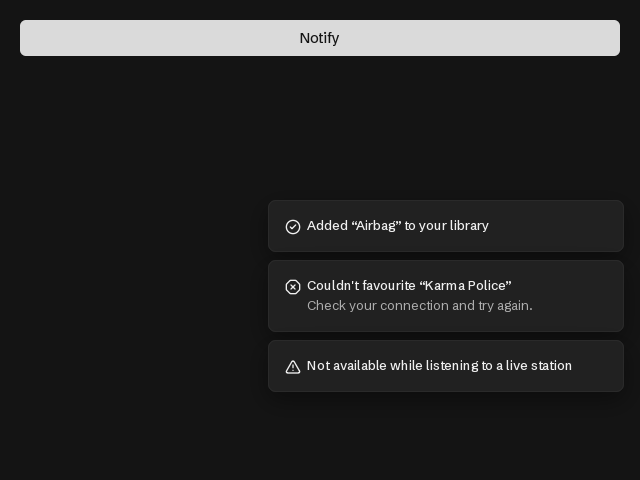 Notify
Added “Airbag” to your library
Couldn't favourite “Karma Police”
Check your connection and try again.
Not available while listening to a live station